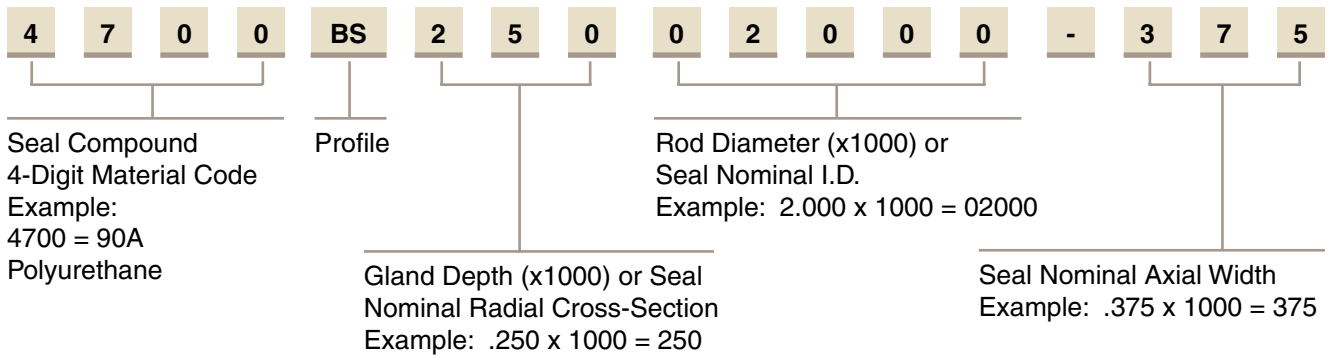 4 7 0 0 BS 2 5 0 0 2 0 0 0 - 3 7 5
Seal Compound
4-Digit Material Code
Example:
4700 = 90A
Polyurethane
Profile
Gland Depth (x1000) or Seal
Nominal Radial Cross-Section
Example: .250 x 1000 = 250
Rod Diameter (x1000) or
Seal Nominal I.D.
Example: 2.000 x 1000 = 02000
Seal Nominal Axial Width
Example: .375 x 1000 = 375